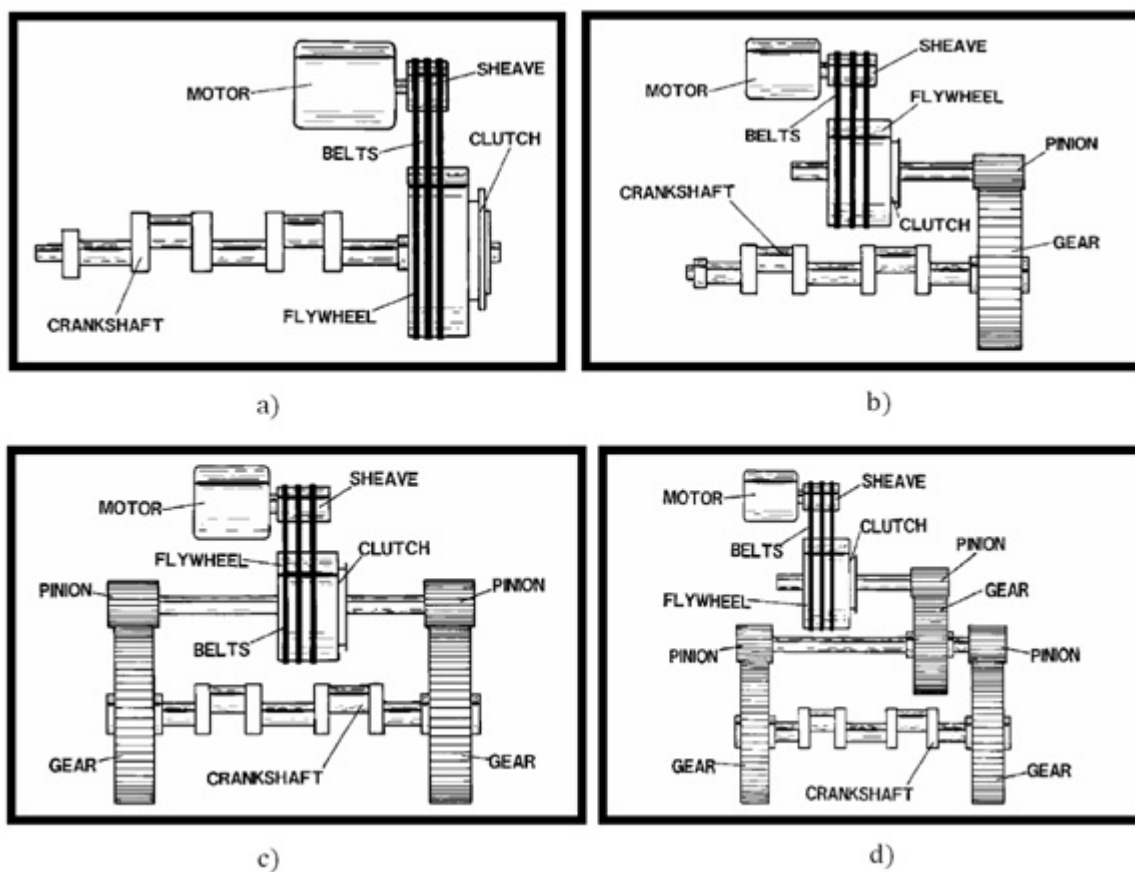 MOTOR
SHEAVE
BELTS
CLUTCH
FLYWHEEL
CRANKSHAFT
a)
MOTOR
SHEAVE
FLYWHEEL
BELTS
PINION
CRANKSHAFT
CLUTCH
GEAR
b)
MOTOR
SHEAVE
FLYWHEEL
CLUTCH
PINION
PINION
BELTS
GEAR
CRANKSHAFT
GEAR
c)
MOTOR
SHEAVE
CLUTCH
BELTS
PINION
GEAR
FLYWHEEL
PINION
PINION
GEAR
CRANKSHAFT
GEAR
d)